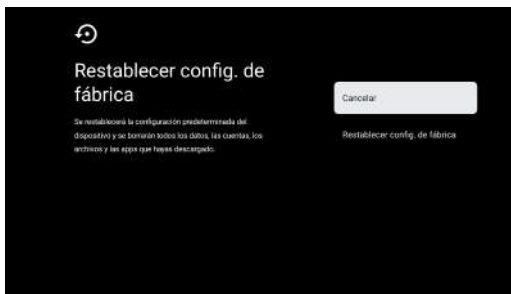 Restablecer config. de
fábrica
Se restablecerá la configuración predeterminada del
dispositivo y se borrarán todos los datos, las cuentas, los
archivos y las apps que hayas descargado.
Cancelar
Restablecer config. de fábrica